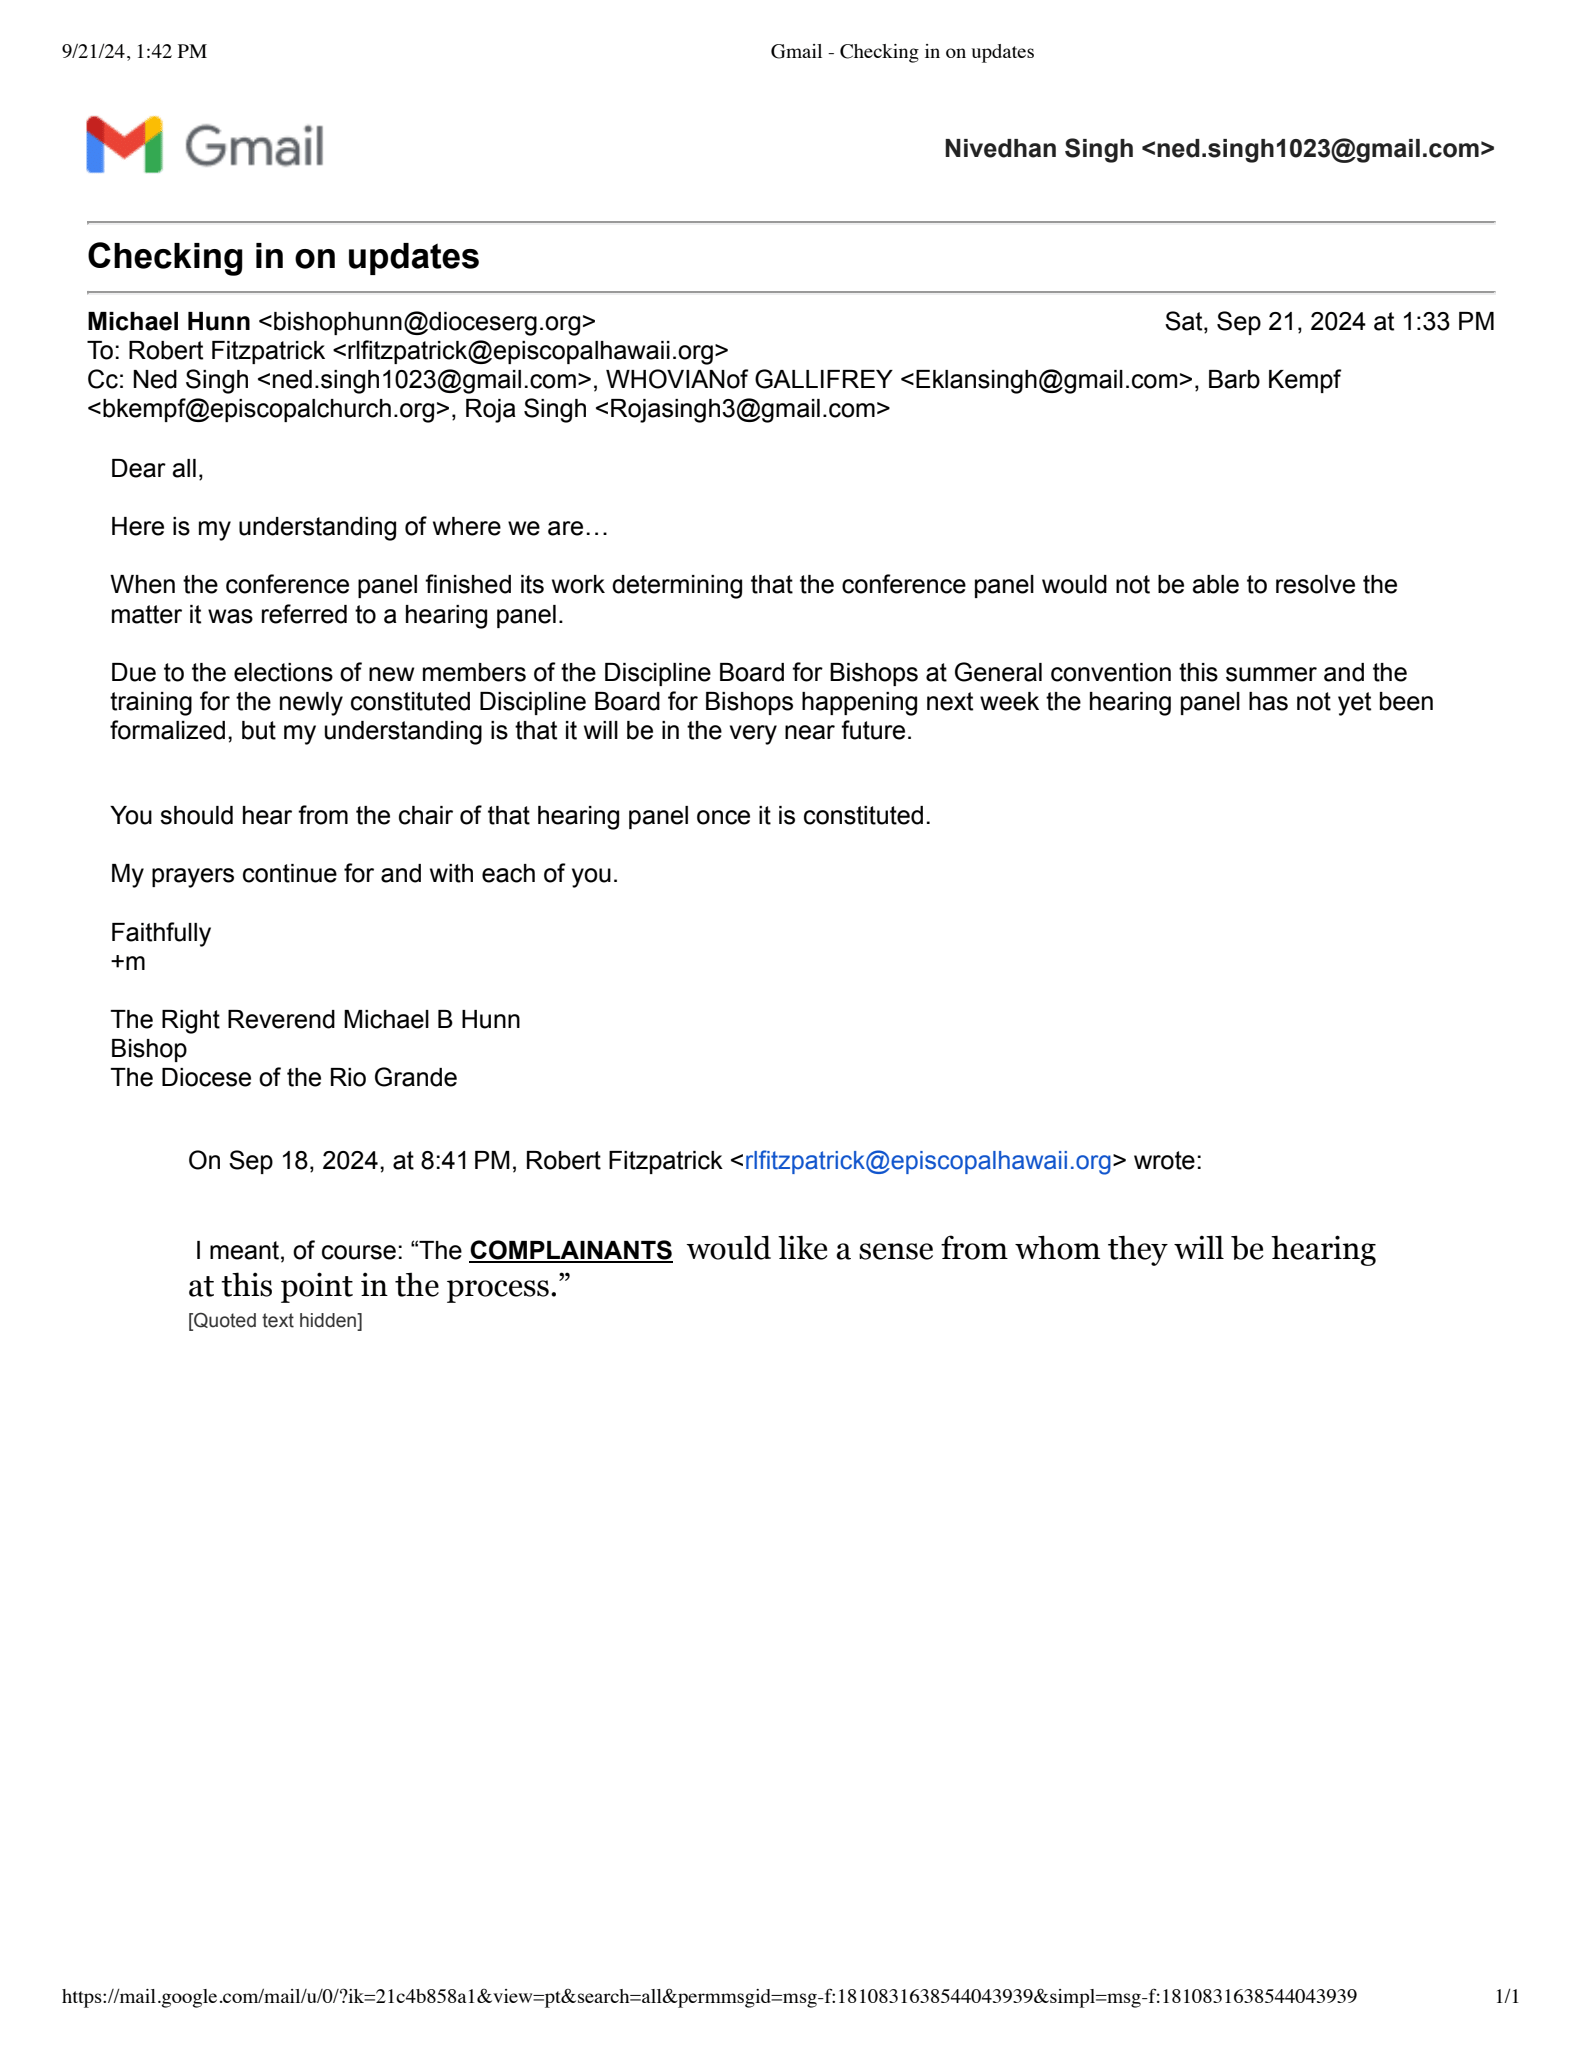 9/21/24, 1:42 PM
Gmail - Checking in on updates
Gmail
Nivedhan Singh <ned.singh1023@gmail.com>
Checking in on updates
Michael Hunn <bishophunn@dioceserg.org>
Sat, Sep 21, 2024 at 1:33 PM
To: Robert Fitzpatrick <rlfitzpatrick@episcopalhawaii.org>
Cc: Ned Singh <ned.singh1023@gmail.com>, WHOVIANof GALLIFREY <Eklansingh@gmail.com>, Barb Kempf
<bkempf@episcopalchurch.org>, Roja Singh <Rojasingh3@gmail.com>
Dear all,
Here is my understanding of where we are…
When the conference panel finished its work determining that the conference panel would not be able to resolve the
matter it was referred to a hearing panel.
Due to the elections of new members of the Discipline Board for Bishops at General convention this summer and the
training for the newly constituted Discipline Board for Bishops happening next week the hearing panel has not yet been
formalized, but my understanding is that it will be in the very near future.
You should hear from the chair of that hearing panel once it is constituted.
My prayers continue for and with each of you.
Faithfully
+m
The Right Reverend Michael B Hunn
Bishop
The Diocese of the Rio Grande
On Sep 18, 2024, at 8:41 PM, Robert Fitzpatrick <rlfitzpatrick@episcopalhawaii.org> wrote:
I meant, of course: “The COMPLAINANTS would like a sense from whom they will be hearing
at this point in the process.”
[Quoted text hidden]
https://mail.google.com/mail/u/0/?ik=21c4b858a1&view=pt&search=all&permmsgid=msg-f:1810831638544043939&simpl=msg-f:1810831638544043939
1/1